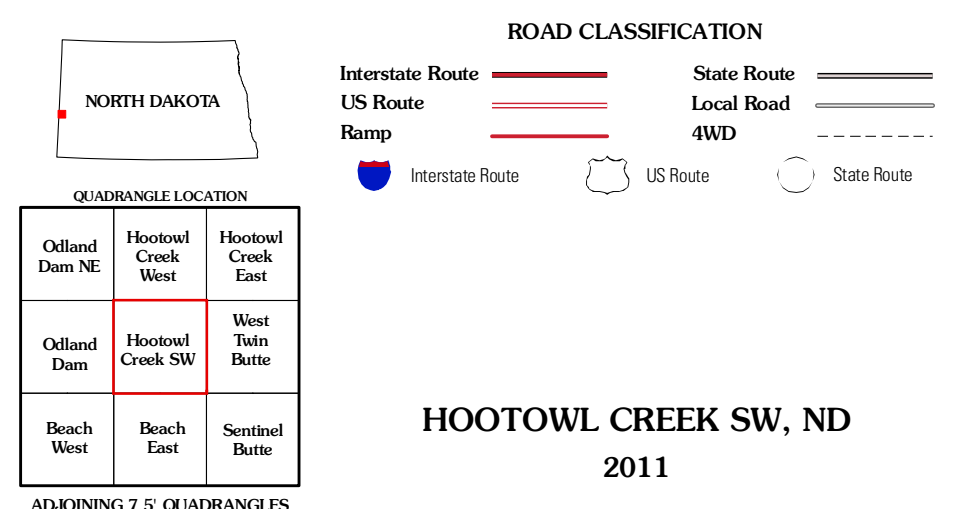 ROAD CLASSIFICATION
Interstate Route
State Route
US Route
Local Road
Ramp
4WD
Interstate Route
US Route
State Route
NORTH DAKOTA
QUADRANGLE LOCATION
Odland
Dam NE
Hootowl
Creek
West
Hootowl
Creek
East
Odland
Dam
Hootowl
Creek SW
West
Twin
Butte
Beach
West
Beach
East
Sentinel
Butte
ADJOINING 7.5' QUADRANGLES
HOOTOWL CREEK SW, ND
2011